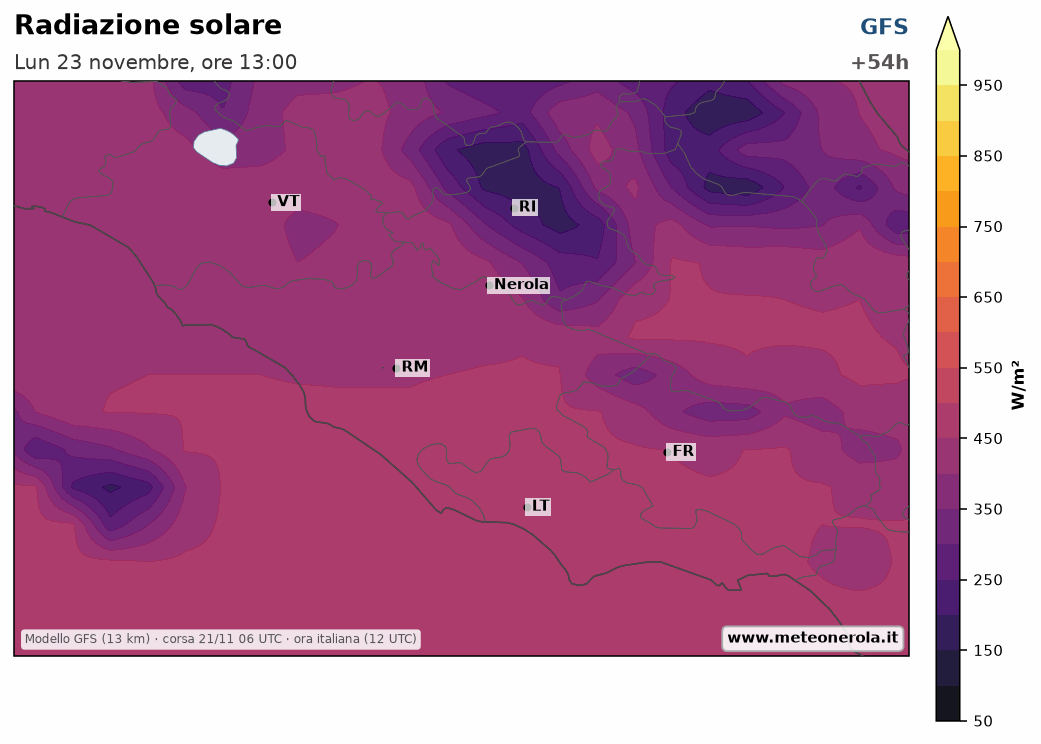 Radiazione solare
GFS
Lun 23 novembre, ore 13:00
+54h
950
850
750
650
550
450
350
250
150
50
W/m²
VT
RI
Nerola
RM
FR
LT
Modello GFS (13 km) · corsa 21/11 06 UTC · ora italiana (12 UTC)
www.meteonerola.it